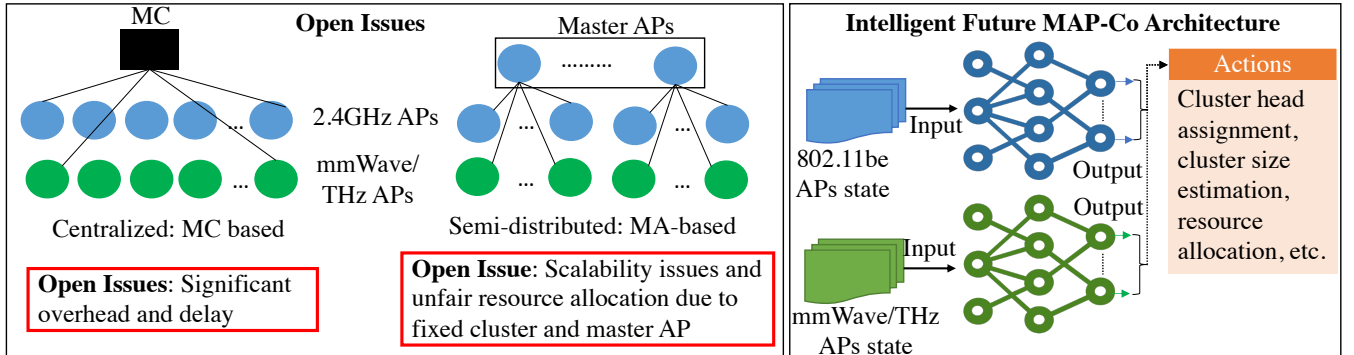 Open Issues
MC
Master APs
.........
2.4GHz APs
...
...
...
mmWave/
THz APs
...
...
...
Centralized: MC based
Semi-distributed: MA-based
Open Issues: Significant
overhead and delay
Open Issue: Scalability issues and
unfair resource allocation due to
fixed cluster and master AP
Intelligent Future MAP-Co Architecture
Input
802.11be
APs state
Output
Input
mmWave/THz
APs state
Output
Actions
Cluster head
assignment,
cluster size
estimation,
resource
allocation, etc.